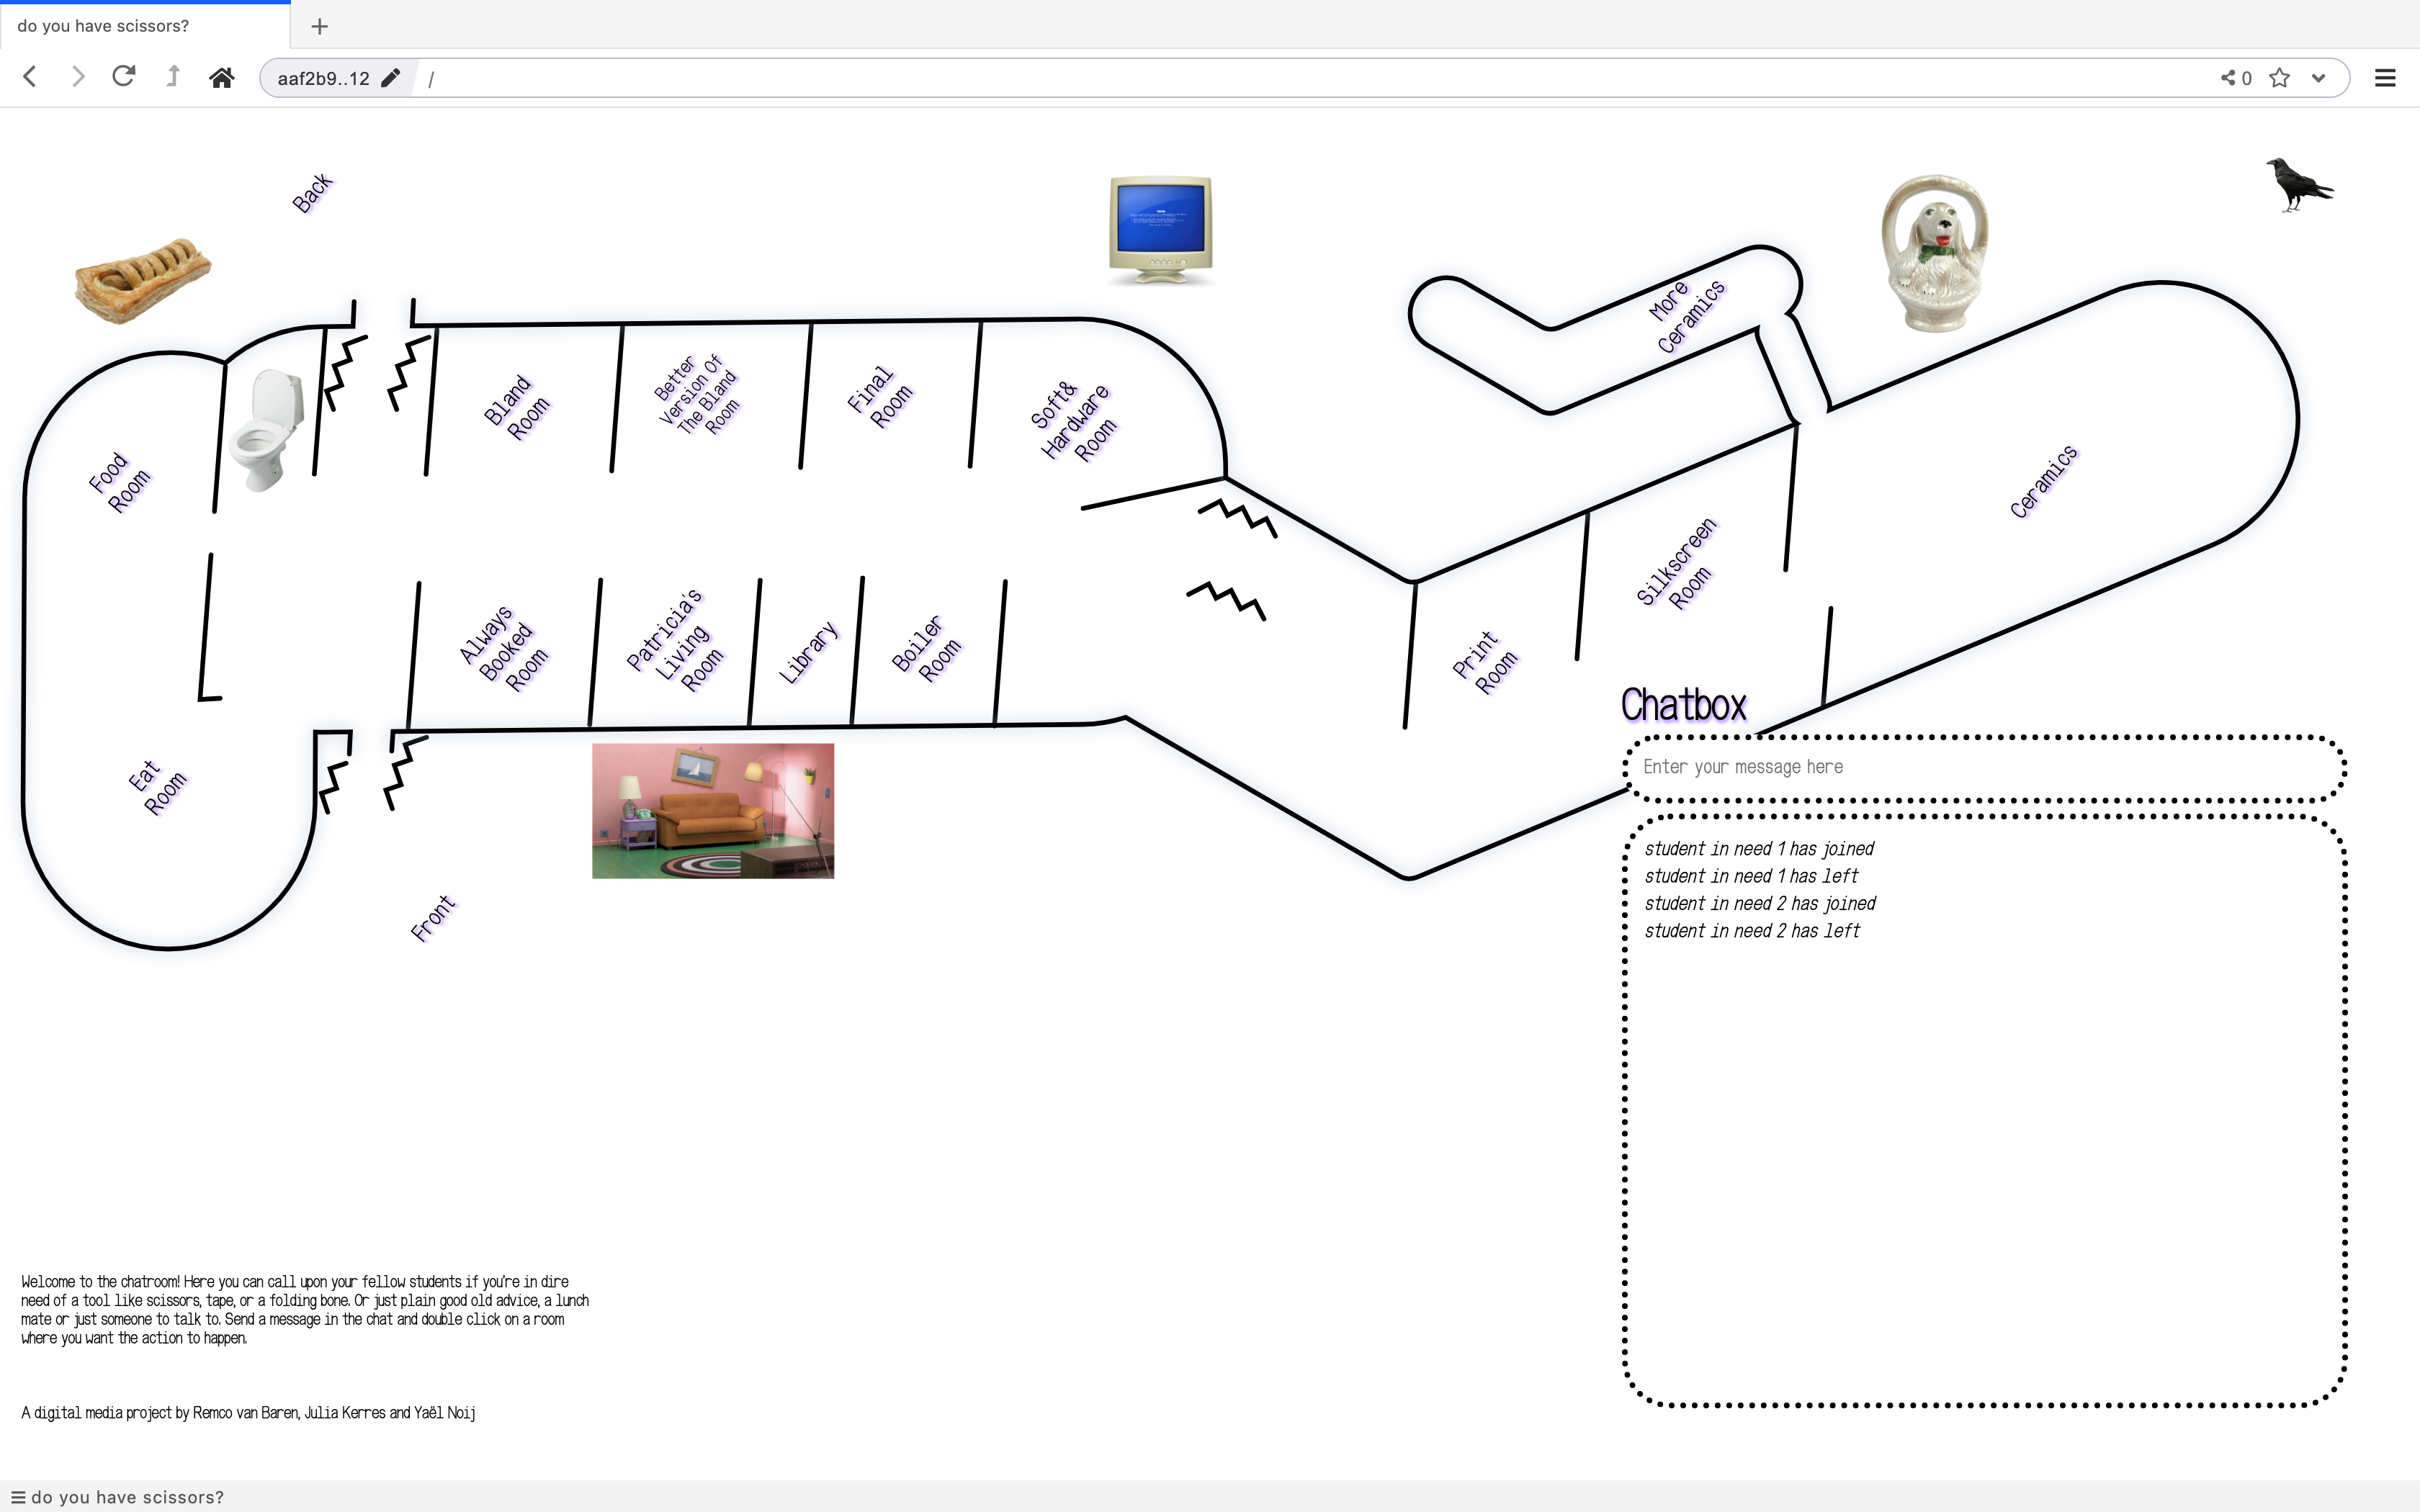 do you have scissors?
aaf2b9..12
/
0
Back
More
Ceramics
Bland
Room
Better
Version Of
The Bland
Room
Final
Room
Soft&
Hardware
Room
Food
Room
Ceramics
Silkscreen
Room
Always
Booked
Room
Patricia's
Living
Room
Library
Boiler
Room
Print
Room
Eat
Room
Front
Chatbox
Enter your message here
student in need 1 has joined
student in need 1 has left
student in need 2 has joined
student in need 2 has left
Welcome to the chatroom! Here you can call upon your fellow students if you're in dire
need of a tool like scissors, tape, or a folding bone. Or just plain good old advice, a lunch
mate or just someone to talk to. Send a message in the chat and double click on a room
where you want the action to happen.
A digital media project by Remco van Baren, Julia Kerres and Yaël Noij
do you have scissors?